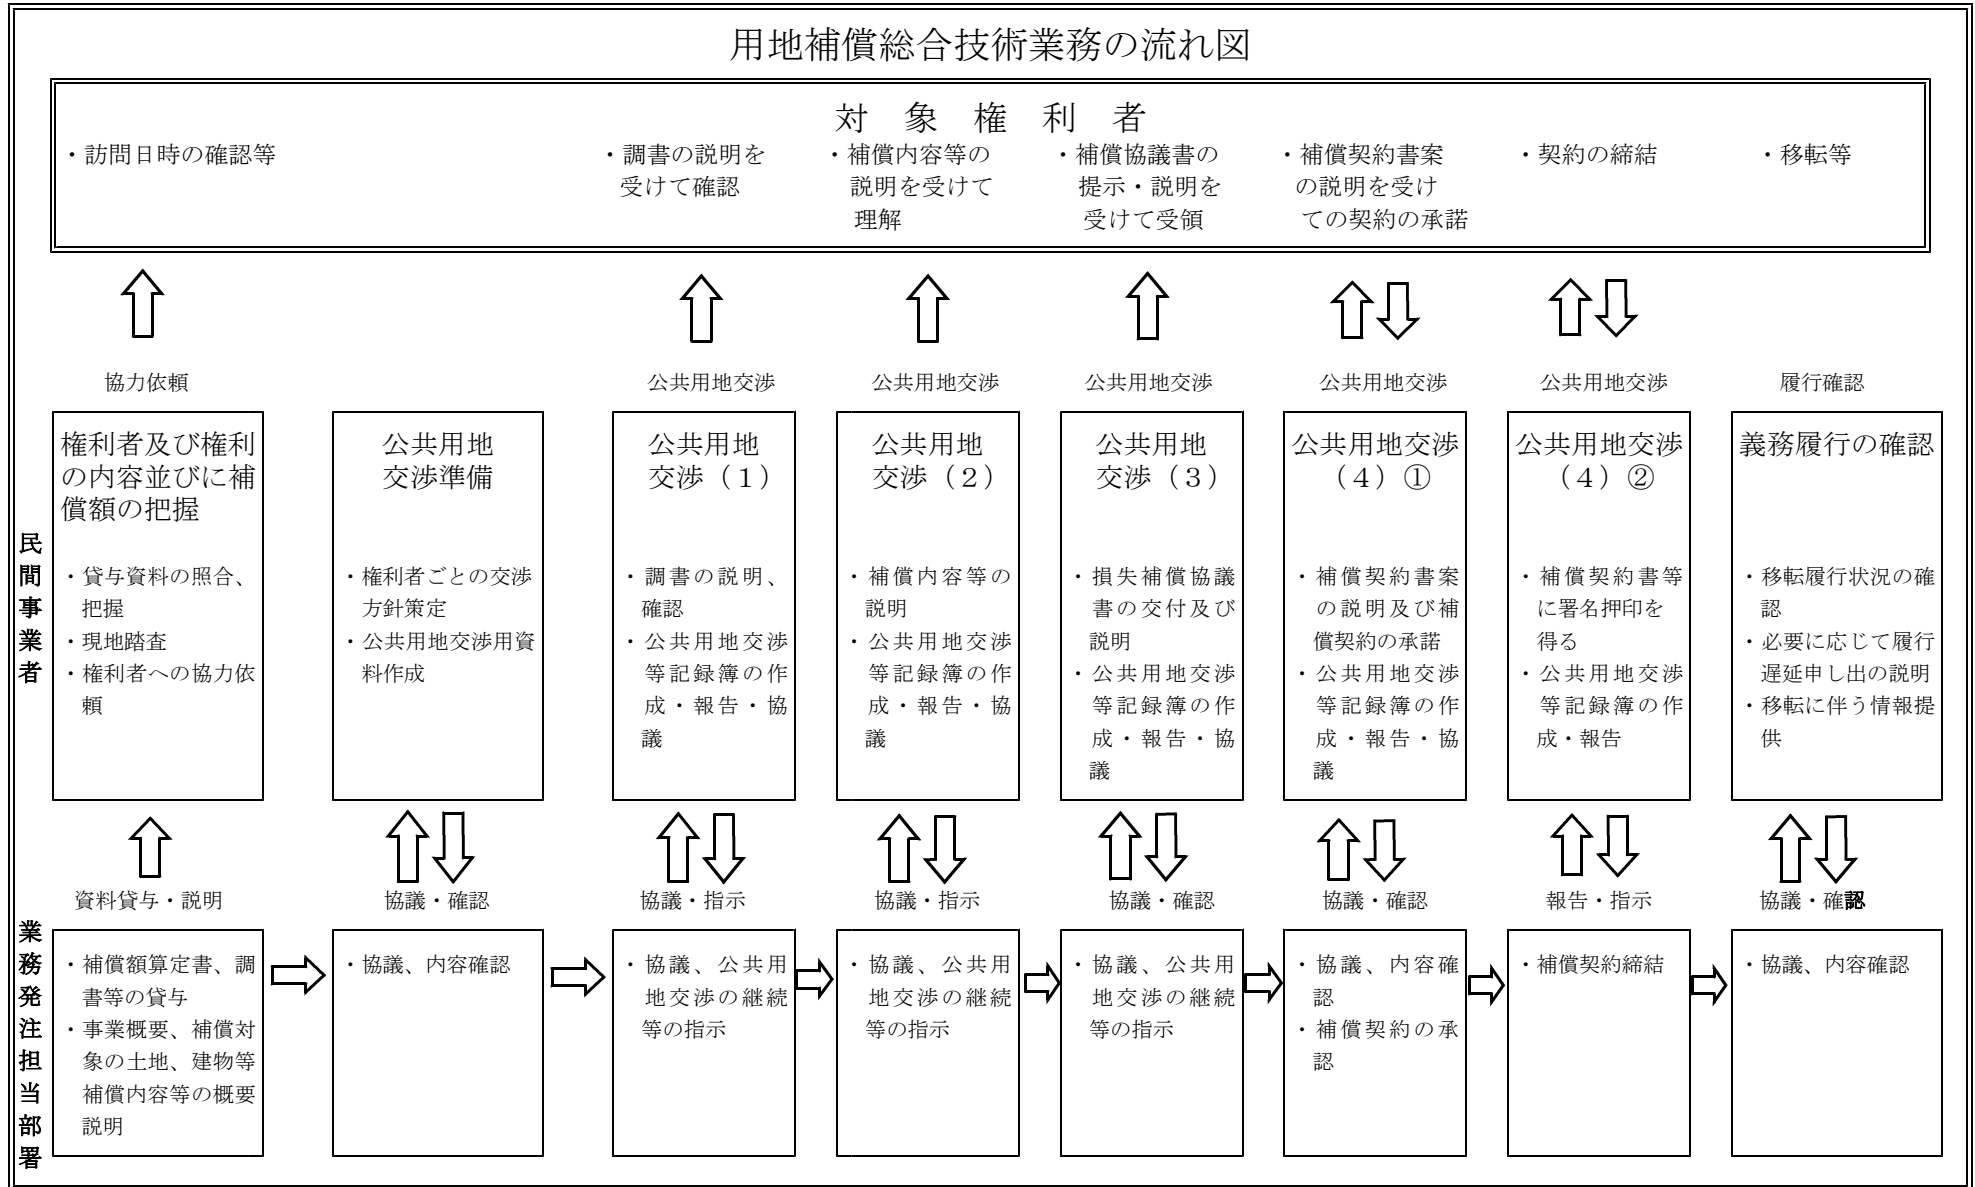 用地補償総合技術業務の流れ図
対象権利者
・訪問日時の確認等
・調書の説明を
受けて確認
・補償内容等の
説明を受けて
理解
・補償協議書の
提示・説明を
受けて受領
・補償契約書案
の説明を受け
ての契約の承諾
・契約の締結
・移転等
協力依頼
公共用地交渉
公共用地交渉
公共用地交渉
公共用地交渉
公共用地交渉
履行確認
民間事業者
権利者及び権利
の内容並びに補
償額の把握
・貸与資料の照合、
把握
・現地踏査
・権利者への協力依
頼
公共用地
交渉準備
・権利者ごとの交渉
方針策定
・公共用地交渉用資
料作成
公共用地
交渉（１）
・調書の説明、
確認
・公共用地交渉
等記録簿の作
成・報告・協
議
公共用地
交渉（２）
・補償内容等の
説明
・公共用地交渉
等記録簿の作
成・報告・協
議
公共用地
交渉（３）
・損失補償協議
書の交付及び
説明
・公共用地交渉
等記録簿の作
成・報告・協
議
公共用地交渉
（４）①
・補償契約書案
の説明及び補
償契約の承諾
・公共用地交渉
等記録簿の作
成・報告・協
議
公共用地交渉
（４）②
・補償契約書等
に署名押印を
得る
・公共用地交渉
等記録簿の作
成・報告
義務履行の確認
・移転履行状況の確
認
・必要に応じて履行
遅延申し出の説明
・移転に伴う情報提
供
資料貸与・説明
協議・確認
協議・指示
協議・指示
協議・確認
協議・確認
報告・指示
協議・確認
業務発注担当部署
・補償額算定書、調
書等の貸与
・事業概要、補償対
象の土地、建物等
補償内容等の概要
説明
・協議、内容確認
・協議、公共用
地交渉の継続
等の指示
・協議、公共用
地交渉の継続
等の指示
・協議、公共用
地交渉の継続
等の指示
・協議、内容確
認
・補償契約の承
認
・補償契約締結
・協議、内容確認